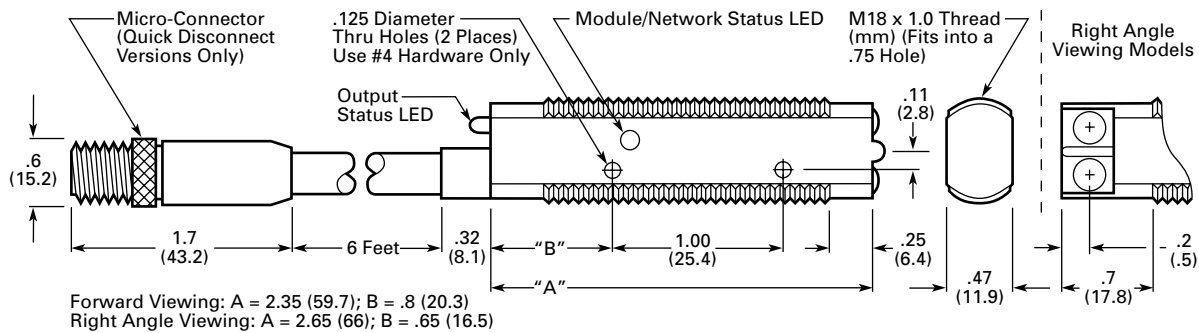 Micro-Connector
(Quick Disconnect
Versions Only)
.125 Diameter
Thru Holes (2 Places)
Use #4 Hardware Only
Module/Network Status LED
M18 x 1.0 Thread
(mm) (Fits into a
.75 Hole)
Right Angle
Viewing Models
Output
Status LED
.11
(2.8)
.6
(15.2)
1.7
(43.2)
6 Feet
.32
(8.1)
“B”
1.00
(25.4)
.25
(6.4)
“A”
.47
(11.9)
.2
(.5)
.7
(17.8)
Forward Viewing: A = 2.35 (59.7); B = .8 (20.3)
Right Angle Viewing: A = 2.65 (66); B = .65 (16.5)